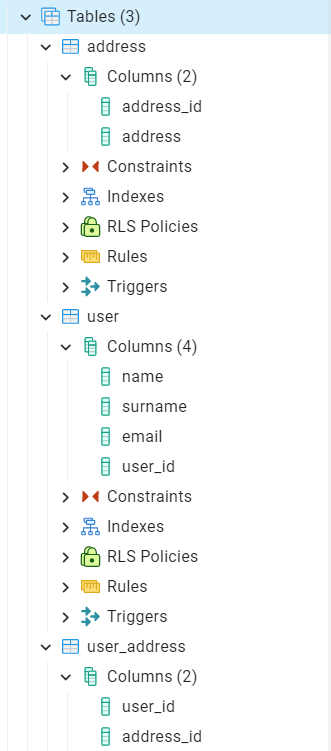 Tables (3)
address
Columns (2)
address_id
address
Constraints
Indexes
RLS Policies
Rules
Triggers
user
Columns (4)
name
surname
email
user_id
Constraints
Indexes
RLS Policies
Rules
Triggers
user_address
Columns (2)
user_id
address_id